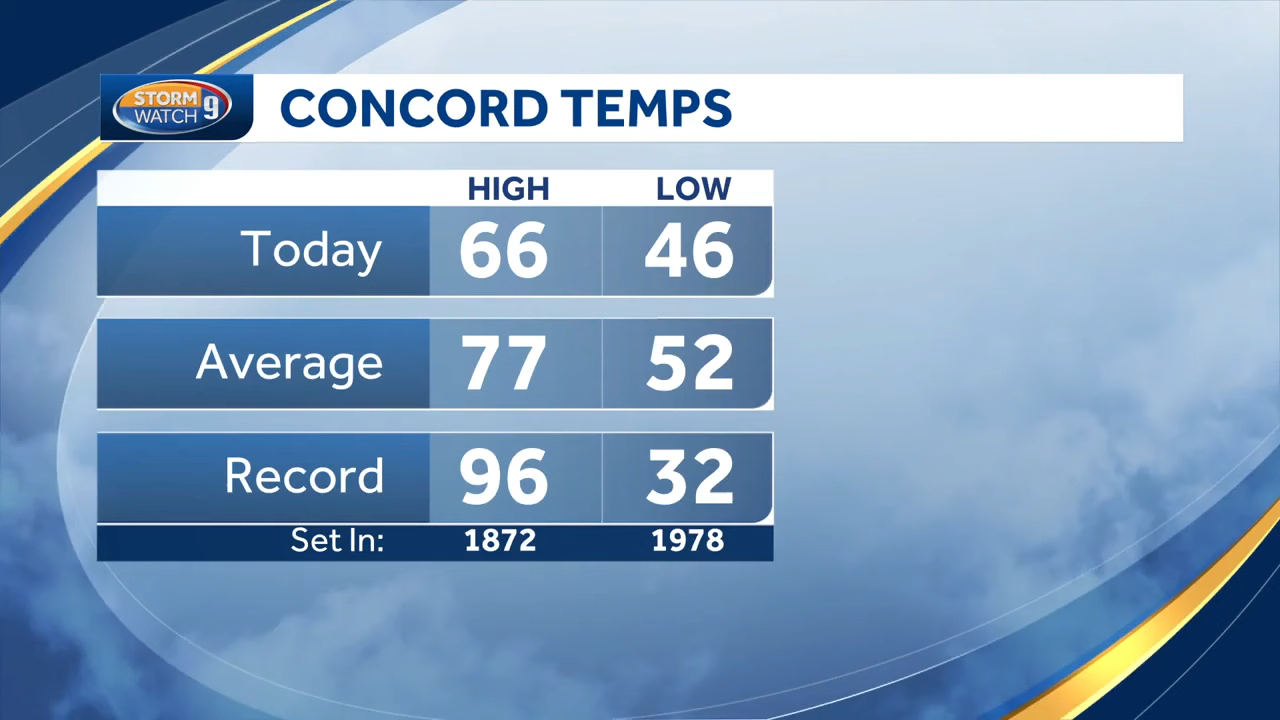 STORM
WATCH 9
CONCORD TEMPS
HIGH LOW
Today 66 46
Average 77 52
Record 96 32
Set In: 1872 1978